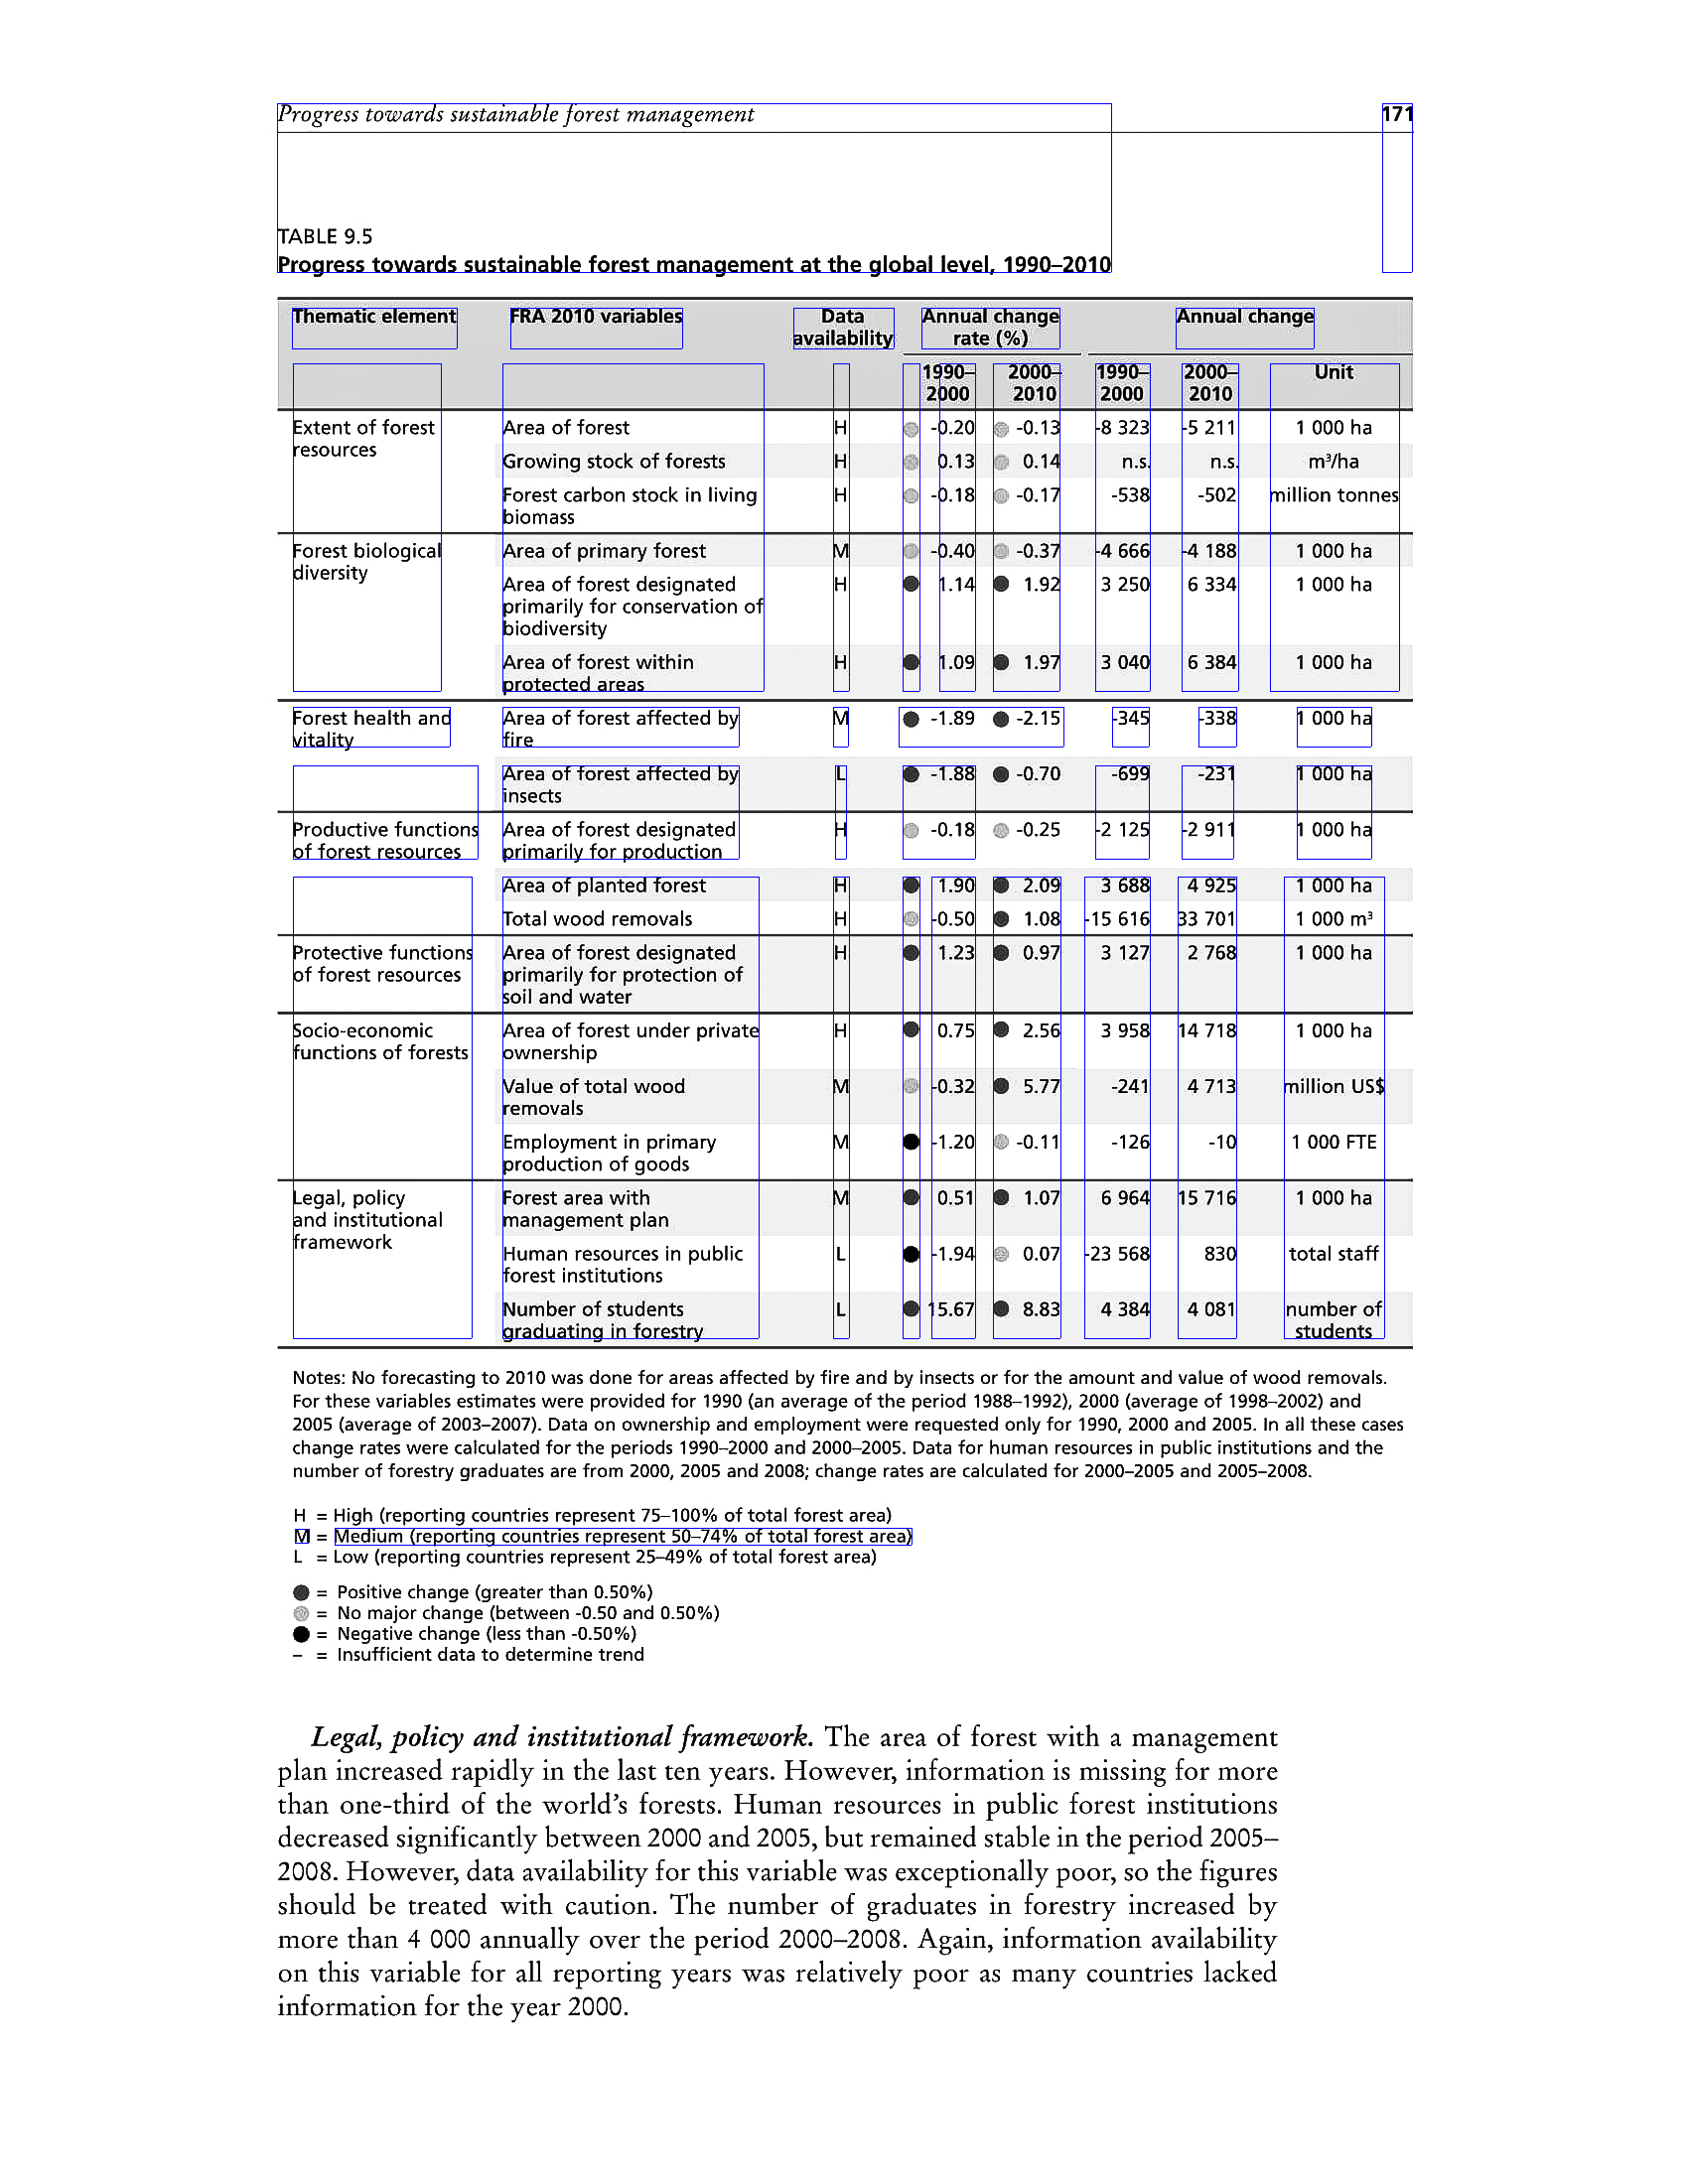 Progress towards sustainable forest management 171
TABLE 9.5
Progress towards sustainable forest management at the global level, 1990–2010
Thematic element FRA 2010 variables Data availability Annual change rate (%) Annual change
1990–2000 2000–2010 1990–2000 2000–2010 Unit
Extent of forest resources Area of forest H -0.20 -0.13 -8 323 -5 211 1 000 ha
Growing stock of forests H 0.13 0.14 n.s. n.s. m³/ha
Forest carbon stock in living biomass H -0.18 -0.17 -538 -502 million tonnes
Forest biological diversity Area of primary forest M -0.40 -0.37 -4 666 -4 188 1 000 ha
Area of forest designated primarily for conservation of biodiversity H 1.14 1.92 3 250 6 334 1 000 ha
Area of forest within protected areas H 1.09 1.97 3 040 6 384 1 000 ha
Forest health and vitality Area of forest affected by fire M -1.89 -2.15 -345 -338 1 000 ha
Area of forest affected by insects L -1.88 -0.70 -699 -231 1 000 ha
Productive functions of forest resources Area of forest designated primarily for production H -0.18 -0.25 -2 125 -2 911 1 000 ha
Area of planted forest H 1.90 2.09 3 688 4 925 1 000 ha
Total wood removals H -0.50 1.08 -15 616 33 701 1 000 m³
Protective functions of forest resources Area of forest designated primarily for protection of soil and water H 1.23 0.97 3 127 2 768 1 000 ha
Socio-economic functions of forests Area of forest under private ownership H 0.75 2.56 3 958 14 718 1 000 ha
Value of total wood removals M -0.32 5.77 -241 4 713 million US$
Employment in primary production of goods M -1.20 -0.11 -126 -10 1 000 FTE
Legal, policy and institutional framework Forest area with management plan M 0.51 1.07 6 964 15 716 1 000 ha
Human resources in public forest institutions L -1.94 0.07 -23 568 830 total staff
Number of students graduating in forestry L 15.67 8.83 4 384 4 081 number of students
Notes: No forecasting to 2010 was done for areas affected by fire and by insects or for the amount and value of wood removals.
For these variables estimates were provided for 1990 (an average of the period 1988–1992), 2000 (average of 1998–2002) and
2005 (average of 2003–2007). Data on ownership and employment were requested only for 1990, 2000 and 2005. In all these cases
change rates were calculated for the periods 1990–2000 and 2000–2005. Data for human resources in public institutions and the
number of forestry graduates are from 2000, 2005 and 2008; change rates are calculated for 2000–2005 and 2005–2008.
H = High (reporting countries represent 75–100% of total forest area)
M = Medium (reporting countries represent 50–74% of total forest area)
L = Low (reporting countries represent 25–49% of total forest area)
● = Positive change (greater than 0.50%)
● = No major change (between -0.50 and 0.50%)
● = Negative change (less than -0.50%)
– = Insufficient data to determine trend
Legal, policy and institutional framework. The area of forest with a management
plan increased rapidly in the last ten years. However, information is missing for more
than one-third of the world's forests. Human resources in public forest institutions
decreased significantly between 2000 and 2005, but remained stable in the period 2005–
2008. However, data availability for this variable was exceptionally poor, so the figures
should be treated with caution. The number of graduates in forestry increased by
more than 4 000 annually over the period 2000–2008. Again, information availability
on this variable for all reporting years was relatively poor as many countries lacked
information for the year 2000.